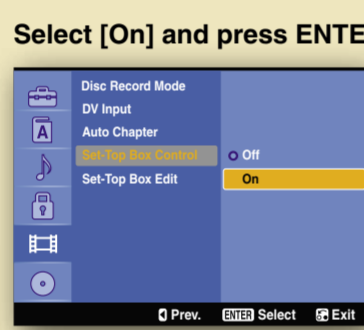 Select [On] and press ENTE
Disc Record Mode
DV Input
A
Auto Chapter
Set-Top Box Control
Off
Set-Top Box Edit
On
Prev. ENTER Select Exit